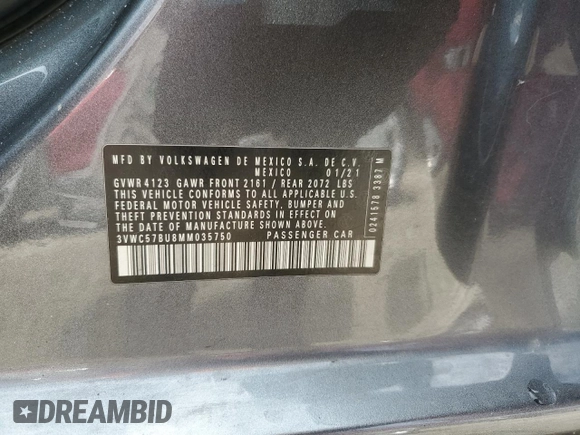 MFD BY VOLKSWAGEN DE MEXICO S.A. DE C.V.
MEXICO 01/21
GVWR 4123 GAWR FRONT 2161 / REAR 2072 LBS
THIS VEHICLE CONFORMS TO ALL APPLICABLE U.S.
FEDERAL MOTOR VEHICLE SAFETY, BUMPER AND
THEFT PREVENTION STANDARDS IN EFFECT ON
THE DATE OF MANUFACTURE SHOWN ABOVE.
3VWC57BU8MM035750 PASSENGER CAR
0241578 3387 M
DREAMBID